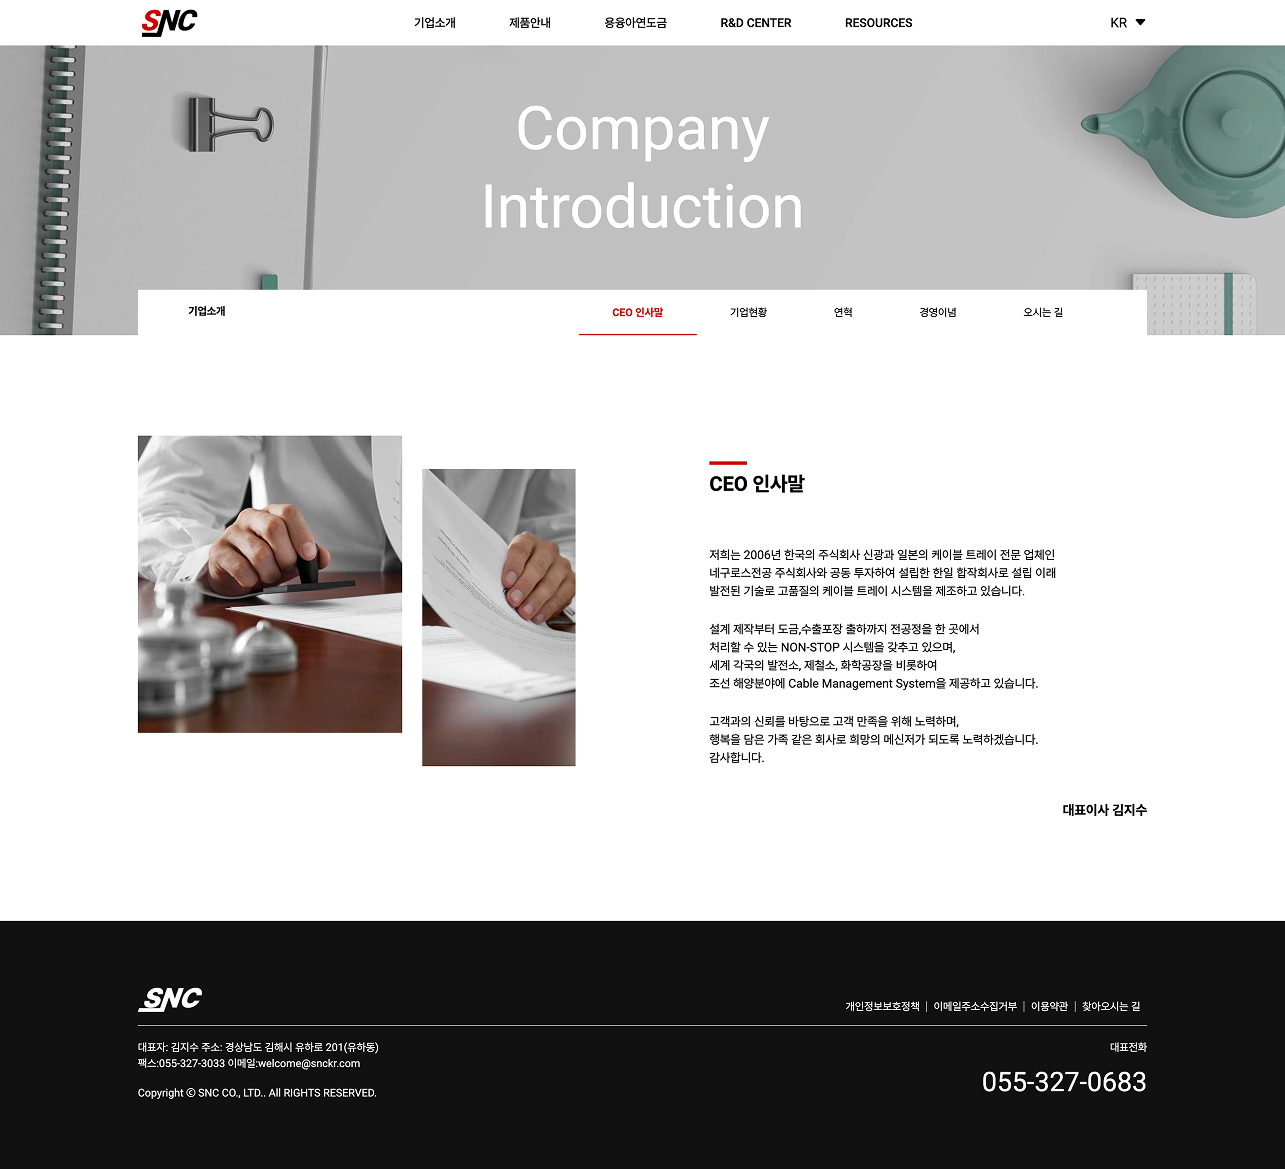 SNC
기업소개
제품안내
용융아연도금
R&D CENTER
RESOURCES
KR
Company
Introduction
기업소개
CEO 인사말
기업현황
연혁
경영이념
오시는 길
CEO 인사말
저희는 2006년 한국의 주식회사 신광과 일본의 케이블 트레이 전문 업체인
네구로스전공 주식회사와 공동 투자하여 설립한 한일 합작회사로 설립 이래
발전된 기술로 고품질의 케이블 트레이 시스템을 제조하고 있습니다.
설계 제작부터 도금,수출포장 출하까지 전공정을 한 곳에서
처리할 수 있는 NON-STOP 시스템을 갖추고 있으며,
세계 각국의 발전소, 제철소, 화학공장을 비롯하여
조선 해양분야에 Cable Management System을 제공하고 있습니다.
고객과의 신뢰를 바탕으로 고객 만족을 위해 노력하며,
행복을 담은 가족 같은 회사로 희망의 메신저가 되도록 노력하겠습니다.
감사합니다.
대표이사 김지수
SNC
개인정보보호정책 | 이메일주소수집거부 | 이용약관 | 찾아오시는 길
대표자: 김지수 주소: 경상남도 김해시 유하로 201(유하동)
팩스:055-327-3033 이메일:welcome@snckr.com
Copyright © SNC CO., LTD.. All RIGHTS RESERVED.
대표전화
055-327-0683